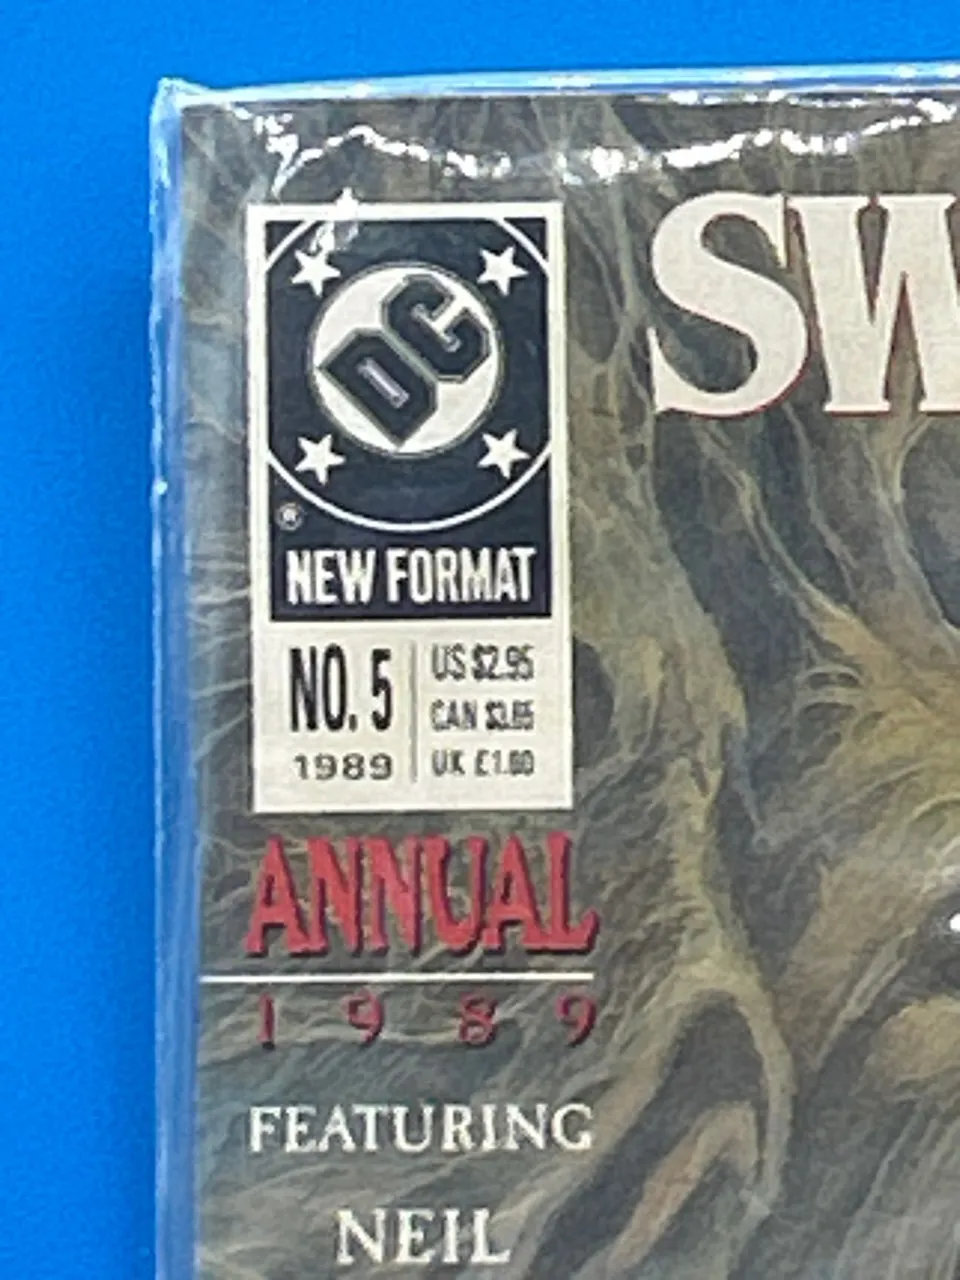 SW
DC
®
NEW FORMAT
NO. 5
1989
US $2.95
CAN $3.65
UK £1.00
ANNUAL
1989
FEATURING
NEIL